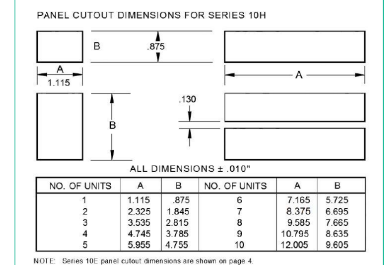 PANEL CUTOUT DIMENSIONS FOR SERIES 10H
B
.875
A
1.115
A
B
.130
ALL DIMENSIONS ± .010"
NO. OF UNITS A B NO. OF UNITS A B
1 1.115 .875 6 7.165 5.725
2 2.325 1.845 7 8.375 6.695
3 3.535 2.815 8 9.585 7.665
4 4.745 3.785 9 10.795 8.635
5 5.955 4.755 10 12.005 9.605
NOTE: Series 10E panel cutout dimensions are shown on page 4.